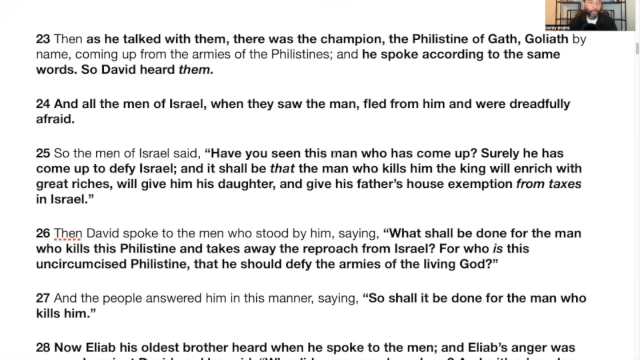 23 Then as he talked with them, there was the champion, the Philistine of Gath, Goliath by
name, coming up from the armies of the Philistines; and he spoke according to the same
words. So David heard them.
24 And all the men of Israel, when they saw the man, fled from him and were dreadfully
afraid.
25 So the men of Israel said, “Have you seen this man who has come up? Surely he has
come up to defy Israel; and it shall be that the man who kills him the king will enrich with
great riches, will give him his daughter, and give his father’s house exemption from taxes
in Israel.”
26 Then David spoke to the men who stood by him, saying, “What shall be done for the man
who kills this Philistine and takes away the reproach from Israel? For who is this
uncircumcised Philistine, that he should defy the armies of the living God?”
27 And the people answered him in this manner, saying, “So shall it be done for the man who
kills him.”
28 Now Eliab his oldest brother heard when he spoke to the men; and Eliab’s anger was